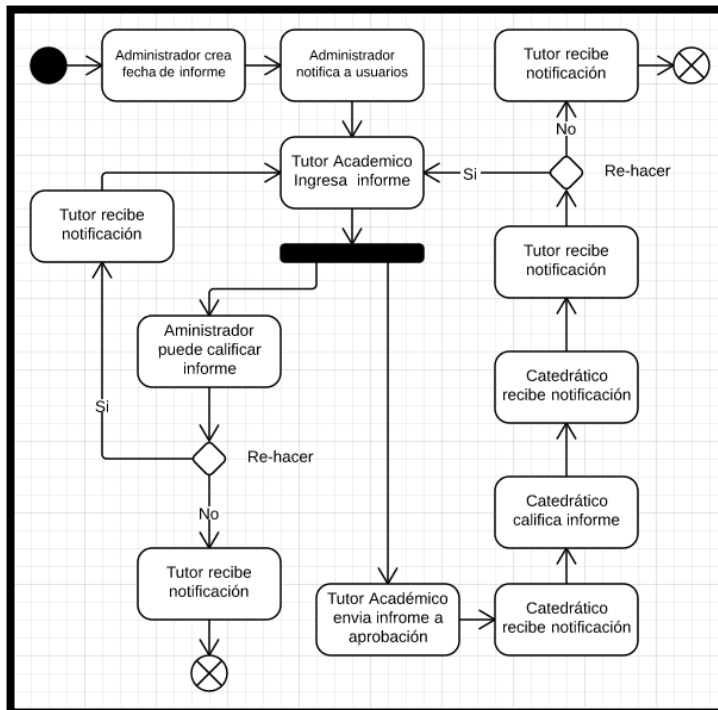 Administrador crea
fecha de informe
Administrador
notifica a usuarios
Tutor recibe
notificación
No
Tutor Academico
Ingresa informe
Si
Re-hacer
Tutor recibe
notificación
Tutor recibe
notificación
Aministrador
puede calificar
informe
Catedrático
recibe notificación
Si
Re-hacer
Catedrático
califica informe
No
Tutor recibe
notificación
Tutor Académico
envia infrome a
aprobación
Catedrático
recibe notificación